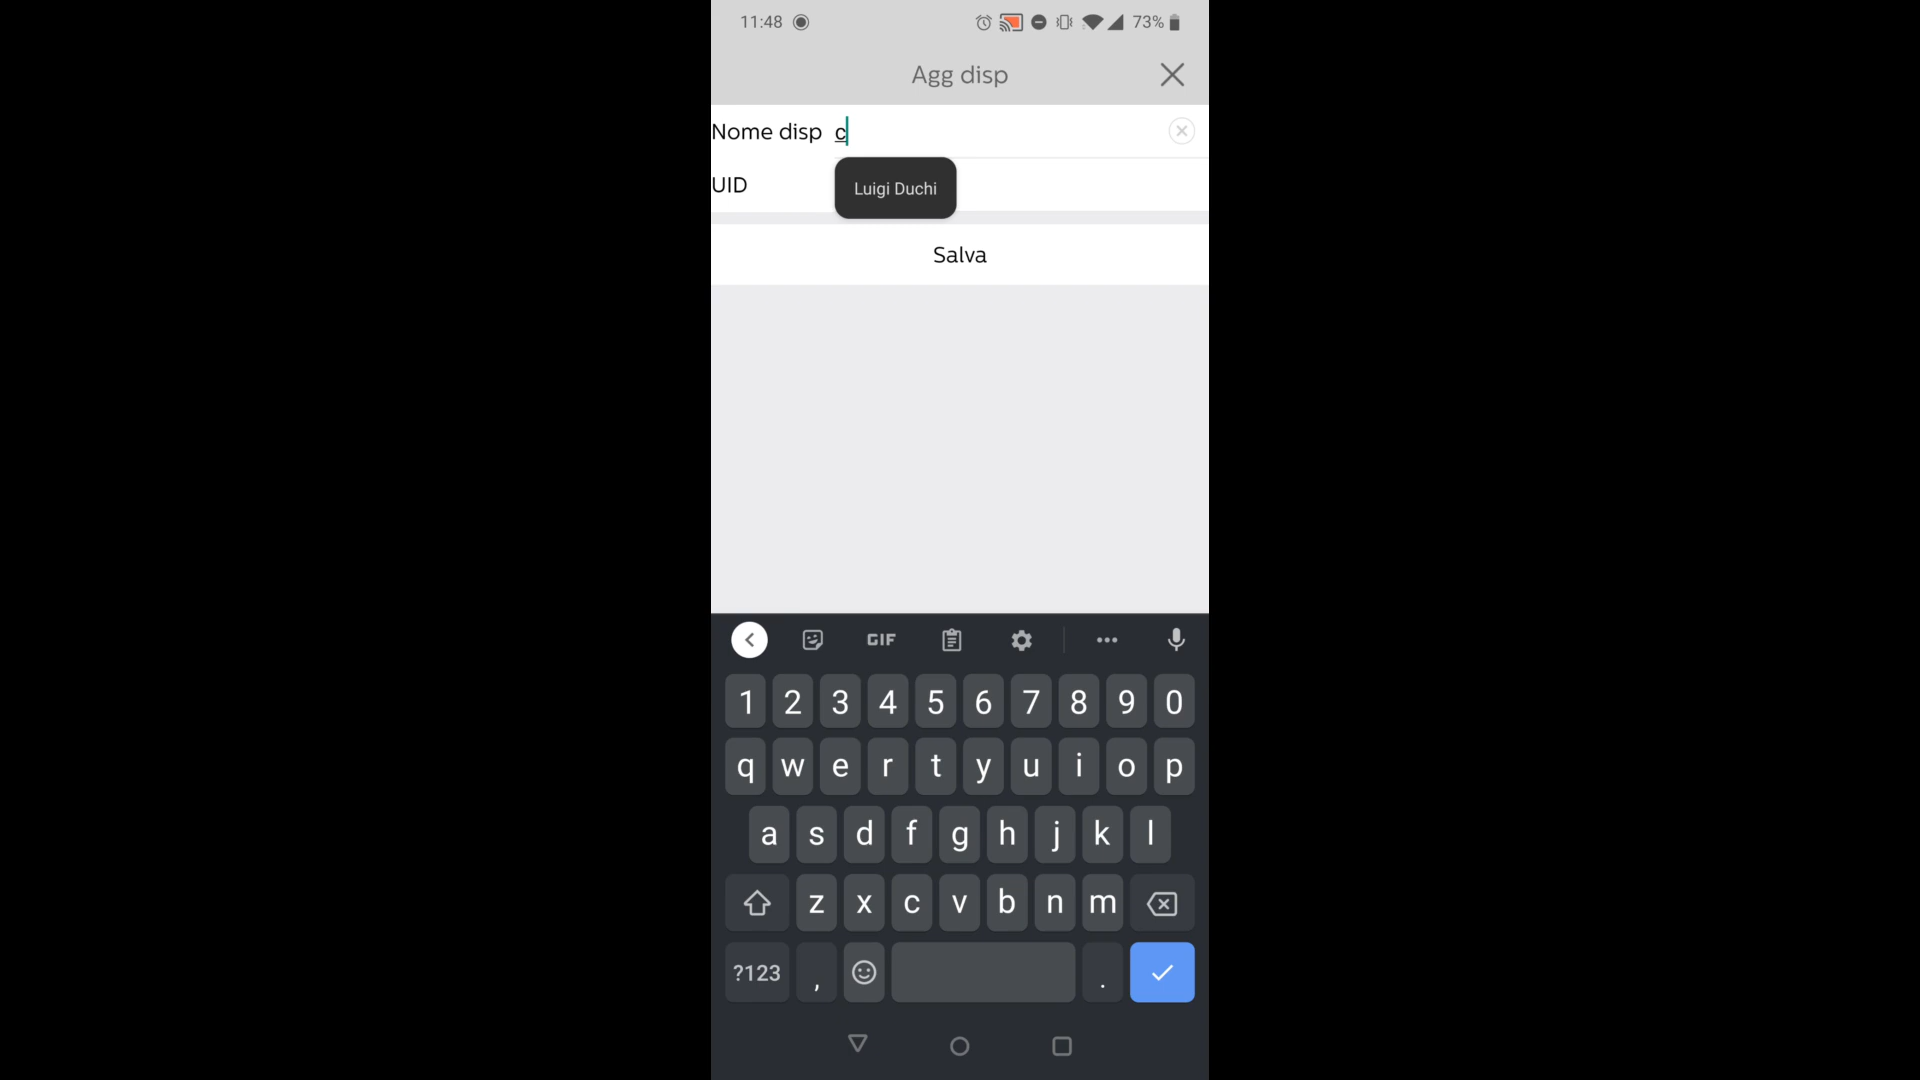 11:48 73%
Agg disp
Nome disp c
UID
Luigi Duchi
Salva
GIF
1 2 3 4 5 6 7 8 9 0
q w e r t y u i o p
a s d f g h j k l
z x c v b n m
?123 , .